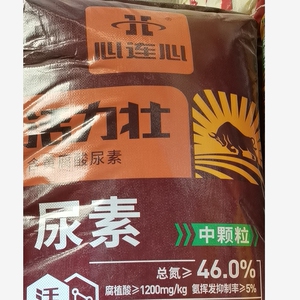 心连心
活力壮
含腐植酸尿素
尿素
中颗粒
总氮≥46.0%
腐植酸≥1200mg/kg 氨挥发抑制率≥5%
活